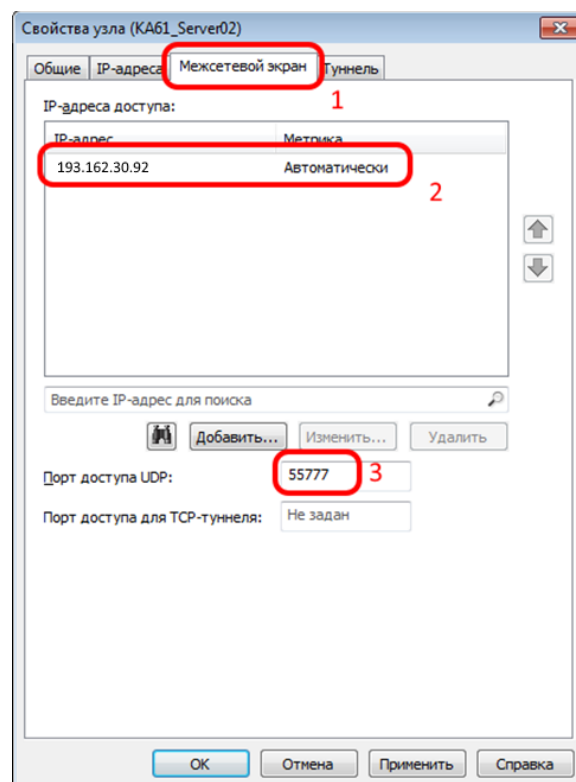 Свойства узла (КА61_Server02)
Общие IP-адреса Межсетевой экран Туннель
1
IP-адреса доступа:
IP-адрес Метрика
193.162.30.92 Автоматически
2
Введите IP-адрес для поиска
Добавить... Изменить... Удалить
Порт доступа UDP: 55777 3
Порт доступа для TCP-туннеля: Не задан
OK Отмена Применить Справка